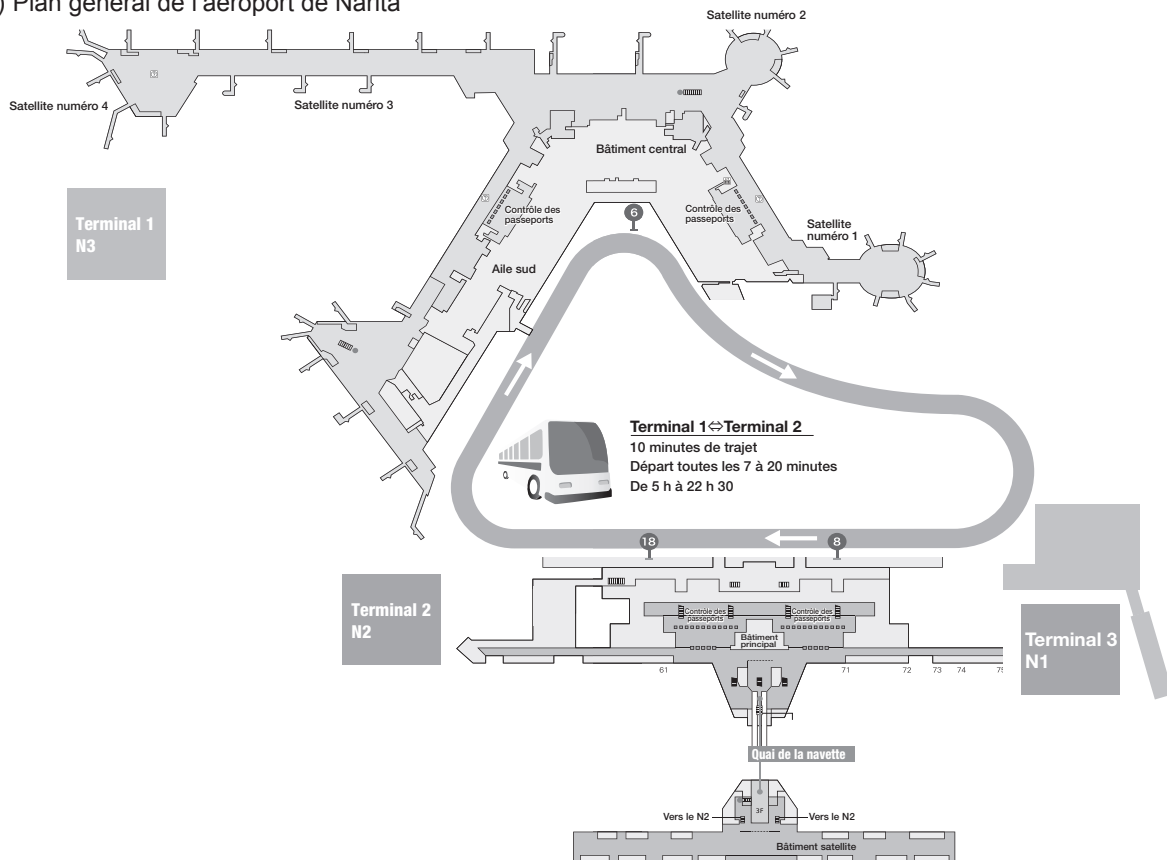 ) Plan général de l'aéroport de Narita
Satellite numéro 2
Satellite numéro 4
Satellite numéro 3
Bâtiment central
Terminal 1
N3
Contrôle des
passeports
6
Contrôle des
passeports
Satellite
numéro 1
Aile sud
Terminal 1⇔Terminal 2
10 minutes de trajet
Départ toutes les 7 à 20 minutes
De 5 h à 22 h 30
18
8
Terminal 2
N2
Contrôle des
passeports
Contrôle des
passeports
Bâtiment
principal
Terminal 3
N1
61
71
72
73
74
Quai de la navette
3F
Vers le N2
Vers le N2
Bâtiment satellite